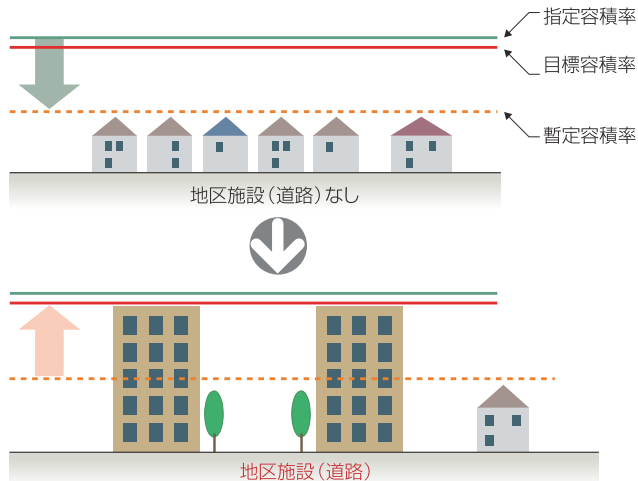 指定容積率
目標容積率
暫定容積率
地区施設（道路）なし
地区施設（道路）